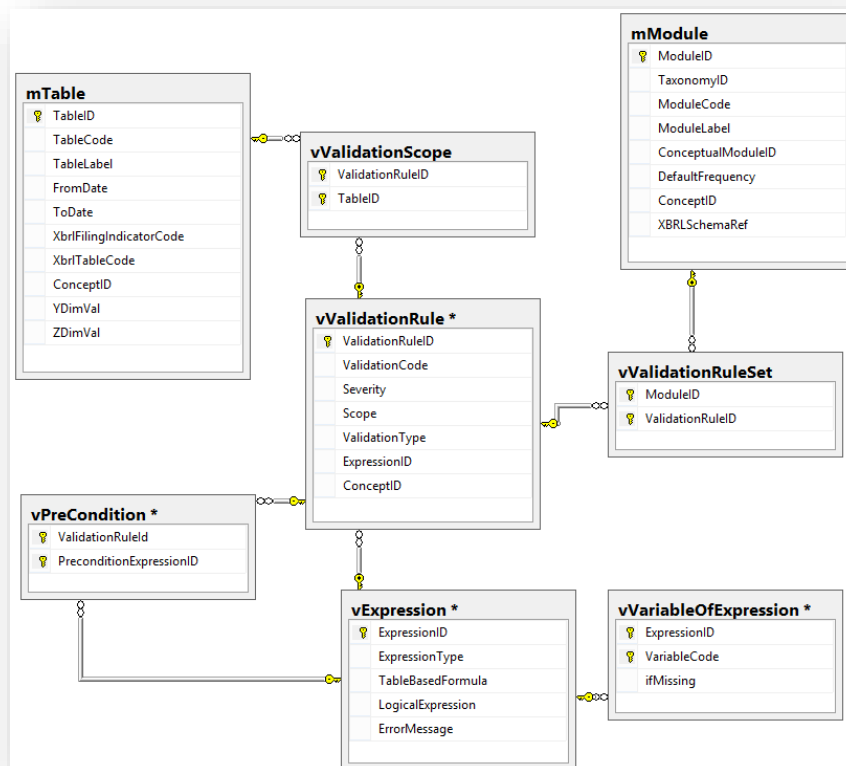 mTable
TableID
TableCode
TableLabel
FromDate
ToDate
XbrlFilingIndicatorCode
XbrlTableCode
ConceptID
YDimVal
ZDimVal
vValidationScope
ValidationRuleID
TableID
mModule
ModuleID
TaxonomyID
ModuleCode
ModuleLabel
ConceptualModuleID
DefaultFrequency
ConceptID
XBRLSchemaRef
vValidationRule *
ValidationRuleID
ValidationCode
Severity
Scope
ValidationType
ExpressionID
ConceptID
vValidationRuleSet
ModuleID
ValidationRuleID
vPreCondition *
ValidationRuleId
PreconditionExpressionID
vExpression *
ExpressionID
ExpressionType
TableBasedFormula
LogicalExpression
ErrorMessage
vVariableOfExpression *
ExpressionID
VariableCode
ifMissing